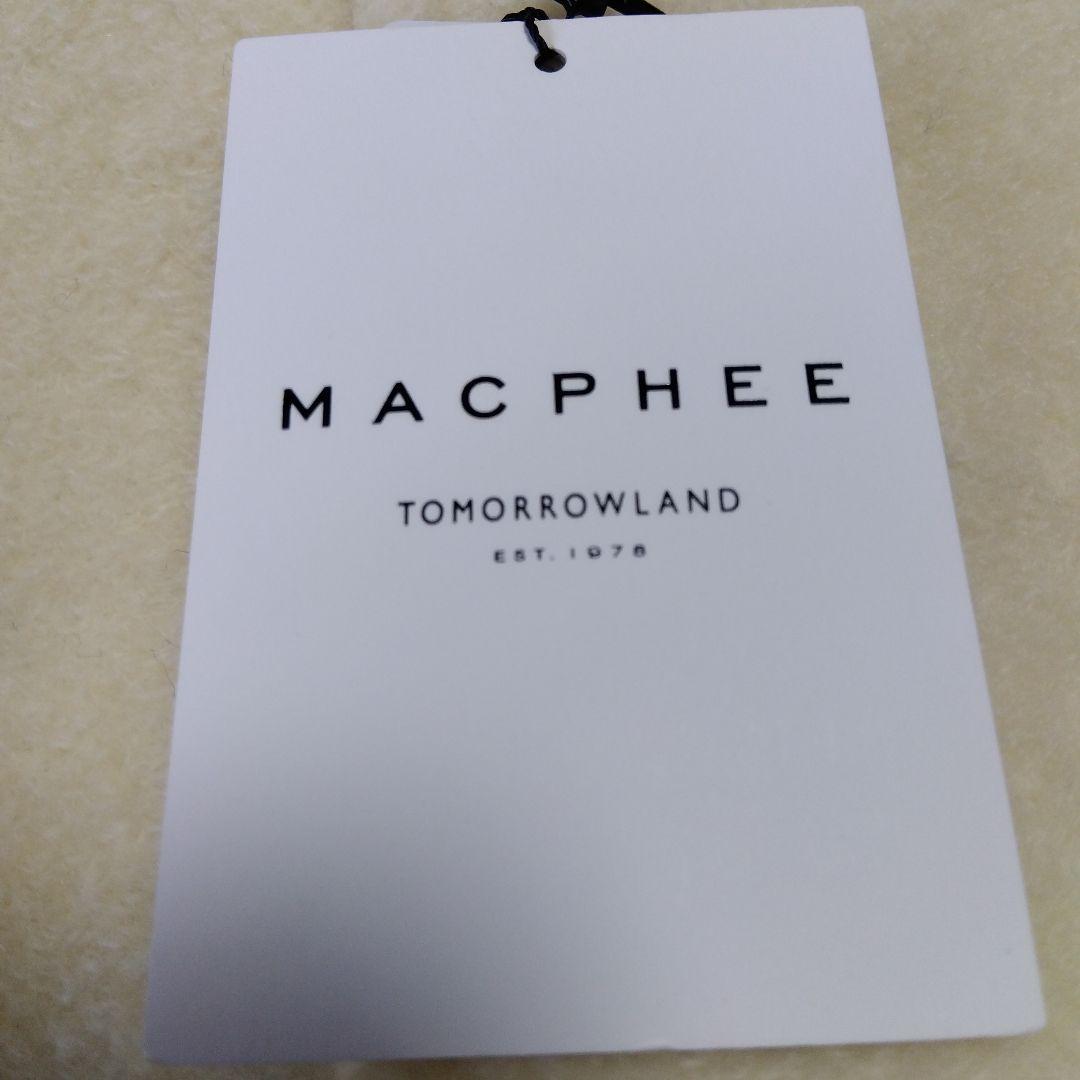 MACPHEE
TOMORROWLAND
EST. 1978